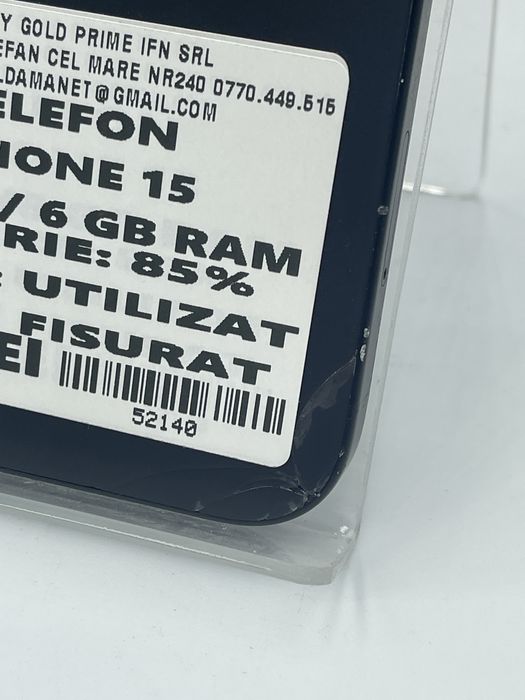 Y GOLD PRIME IFN SRL
EFAN CEL MARE NR240 0770.449.515
LDAMANET@GMAIL.COM
ELEFON
HONE 15
/ 6 GB RAM
RIE: 85%
: UTILIZAT
FISURAT
EI
52140